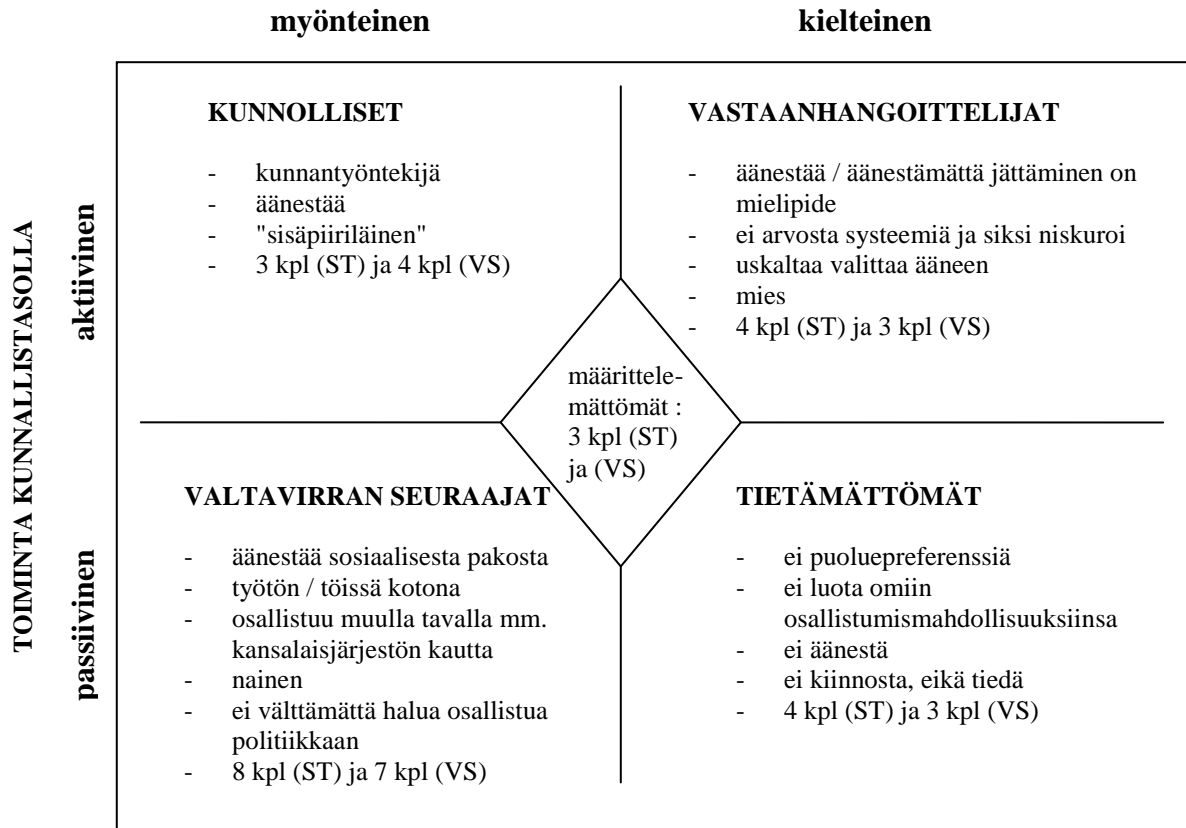 myönteinen
kielteinen
TOIMINTA KUNNALLISTASOLLA
aktiivinen
KUNNOLLISET
- kunnantyöntekijä
- äänestää
- "sisäpiiriläinen"
- 3 kpl (ST) ja 4 kpl (VS)
VASTAANHANGOITTELIJAT
- äänestää / äänestämättä jättäminen on
mielipide
- ei arvosta systeemiä ja siksi niskuroi
- uskaltaa valittaa ääneen
- mies
- 4 kpl (ST) ja 3 kpl (VS)
määrittele-
mättömät :
3 kpl (ST)
ja (VS)
passiivinen
VALTAVIRRAN SEURAAJAT
- äänestää sosiaalisesta pakosta
- työtön / töissä kotona
- osallistuu muulla tavalla mm.
kansalaisjärjestön kautta
- nainen
- ei välttämättä halua osallistua
politiikkaan
- 8 kpl (ST) ja 7 kpl (VS)
TIETÄMÄTTÖMÄT
- ei puoluepreferenssiä
- ei luota omiin
osallistumismahdollisuuksiinsa
- ei äänestä
- ei kiinnosta, eikä tiedä
- 4 kpl (ST) ja 3 kpl (VS)